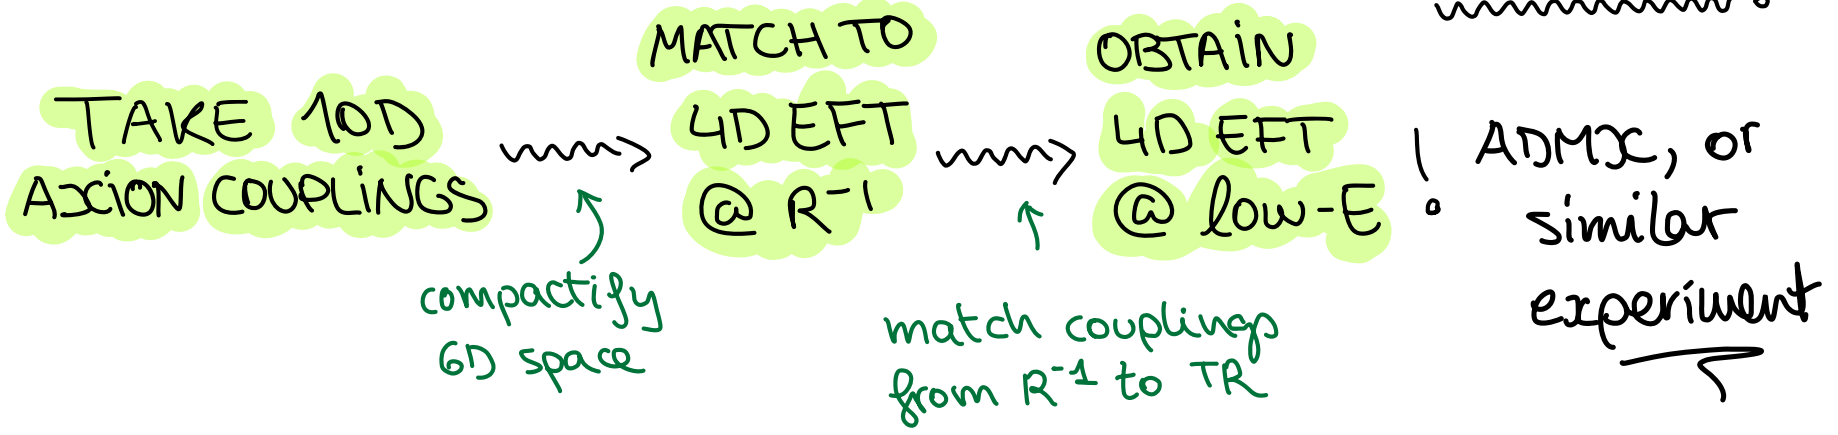 TAKE 10D
AXION COUPLINGS
MATCH TO
4D EFT
@ R⁻¹
OBTAIN
4D EFT
@ low-E
!
ADMX, or
similar
experiment
compactify
6D space
match couplings
from R⁻¹ to TR